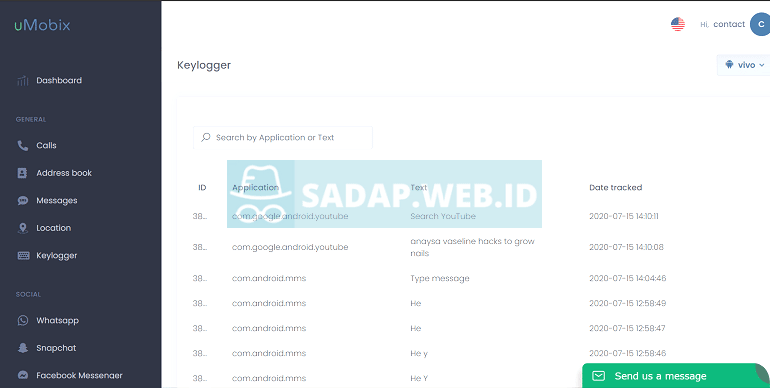 uMobix
Hi, contact C
Keylogger
vivo
Dashboard
GENERAL
Calls
Address book
Messages
Location
Keylogger
SOCIAL
Whatsapp
Snapchat
Facebook Messenger
Search by Application or Text
SADAP.WEB.ID
ID Application Text Date tracked
38... com.google.android.youtube Search YouTube 2020-07-15 14:10:11
38... com.google.android.youtube anaysa vaseline hacks to grow nails 2020-07-15 14:10:08
38... com.android.mms Type message 2020-07-15 14:04:46
38... com.android.mms He 2020-07-15 12:58:49
38... com.android.mms He 2020-07-15 12:58:47
38... com.android.mms He y 2020-07-15 12:58:46
38... com.android.mms He Y
Send us a message